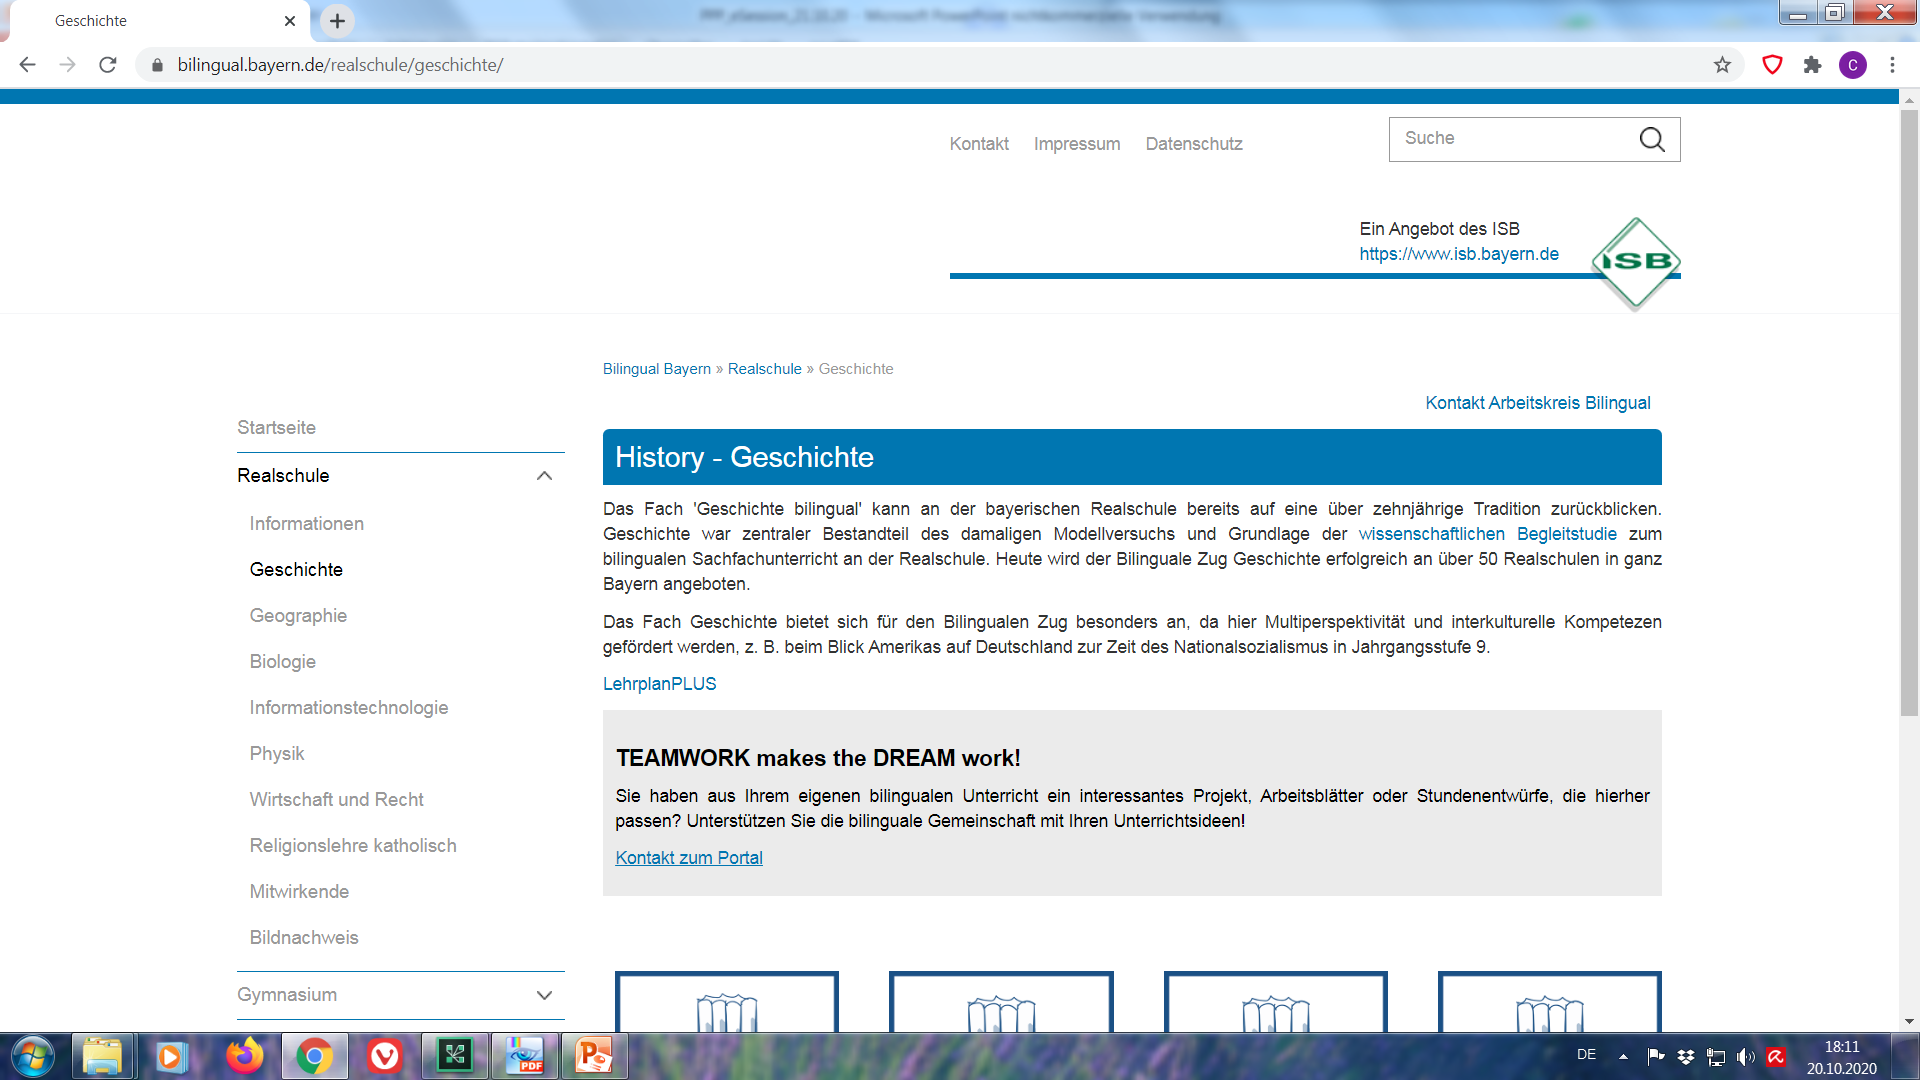 Geschichte
bilingual.bayern.de/realschule/geschichte/
C
Kontakt Impressum Datenschutz
Suche
Ein Angebot des ISB
https://www.isb.bayern.de
ISB
Bilingual Bayern » Realschule » Geschichte
Kontakt Arbeitskreis Bilingual
Startseite
Realschule
Informationen
Geschichte
Geographie
Biologie
Informationstechnologie
Physik
Wirtschaft und Recht
Religionslehre katholisch
Mitwirkende
Bildnachweis
Gymnasium
History - Geschichte
Das Fach 'Geschichte bilingual' kann an der bayerischen Realschule bereits auf eine über zehnjährige Tradition zurückblicken.
Geschichte war zentraler Bestandteil des damaligen Modellversuchs und Grundlage der wissenschaftlichen Begleitstudie zum
bilingualen Sachfachunterricht an der Realschule. Heute wird der Bilinguale Zug Geschichte erfolgreich an über 50 Realschulen in ganz
Bayern angeboten.
Das Fach Geschichte bietet sich für den Bilingualen Zug besonders an, da hier Multiperspektivität und interkulturelle Kompetezen
gefördert werden, z. B. beim Blick Amerikas auf Deutschland zur Zeit des Nationalsozialismus in Jahrgangsstufe 9.
LehrplanPLUS
TEAMWORK makes the DREAM work!
Sie haben aus Ihrem eigenen bilingualen Unterricht ein interessantes Projekt, Arbeitsblätter oder Stundenentwürfe, die hierher
passen? Unterstützen Sie die bilinguale Gemeinschaft mit Ihren Unterrichtsideen!
Kontakt zum Portal
PDF
DE
18:11
20.10.2020